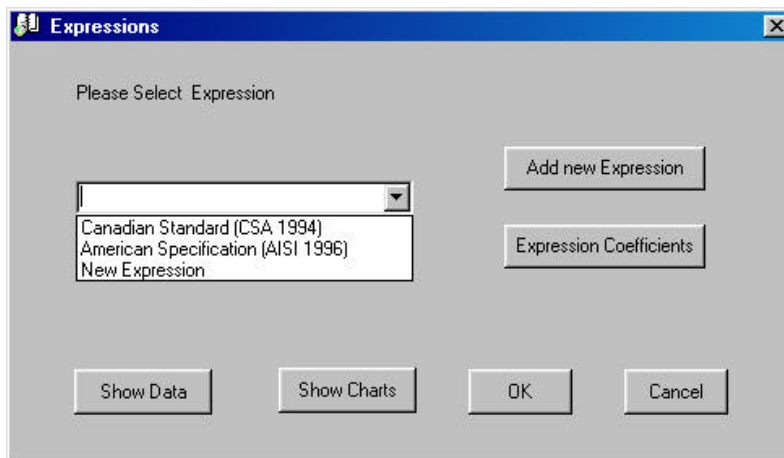 Expressions
Please Select Expression
Add new Expression
Canadian Standard (CSA 1994)
American Specification (AISI 1996)
New Expression
Expression Coefficients
Show Data
Show Charts
OK
Cancel